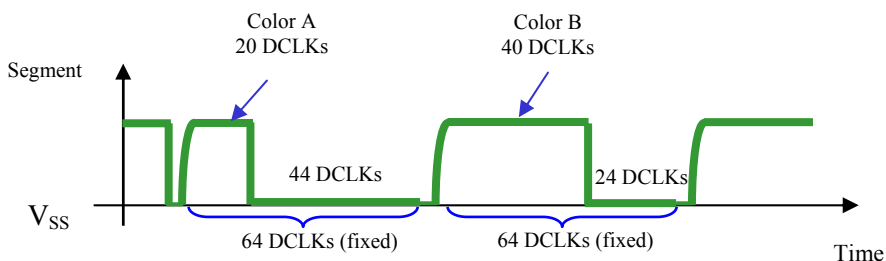 Color A
20 DCLKs
Color B
40 DCLKs
Segment
44 DCLKs
24 DCLKs
VSS
64 DCLKs (fixed)
64 DCLKs (fixed)
Time